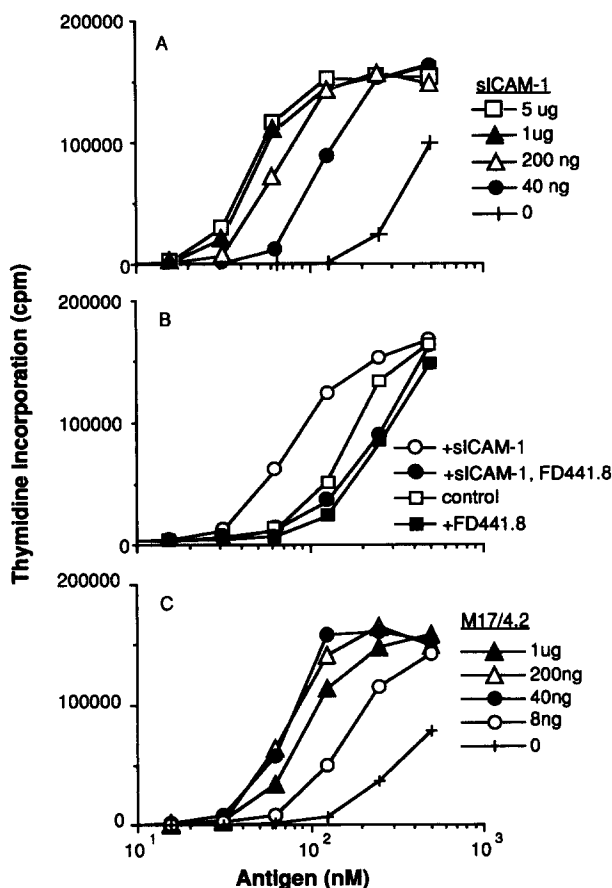 Thymidine Incorporation (cpm)
200000
A
100000
0
sICAM-1
5 ug
1ug
200 ng
40 ng
0
200000
B
100000
0
+sICAM-1
+sICAM-1, FD441.8
control
+FD441.8
200000
C
100000
0
M17/4.2
1ug
200ng
40ng
8ng
0
10 1
10 2
10 3
Antigen (nM)